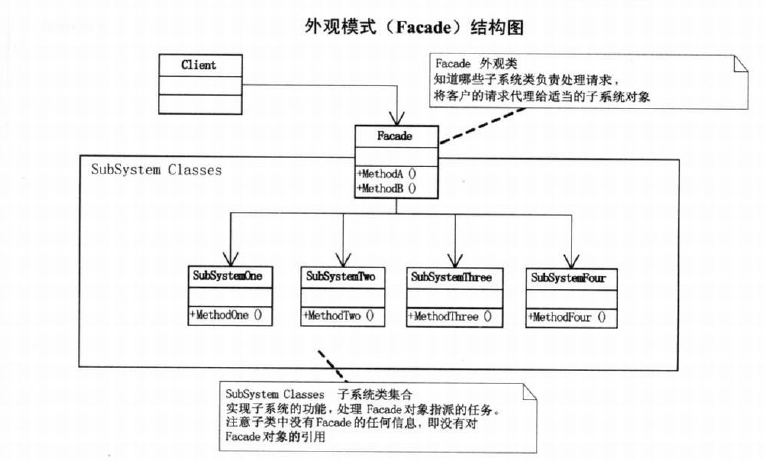 外观模式（Facade）结构图
Client
Facade 外观类
知道哪些子系统类负责处理请求，
将客户的请求代理给适当的子系统对象
Facade
+MethodA ()
+MethodB ()
SubSystem Classes
SubSystemOne
+MethodOne ()
SubSystemTwo
+MethodTwo ()
SubSystemThree
+MethodThree ()
SubSystemFour
+MethodFour ()
SubSystem Classes 子系统类集合
实现子系统的功能，处理 Facade对象指派的任务。
注意子类中没有Facade的任何信息，即没有对
Facade对象的引用